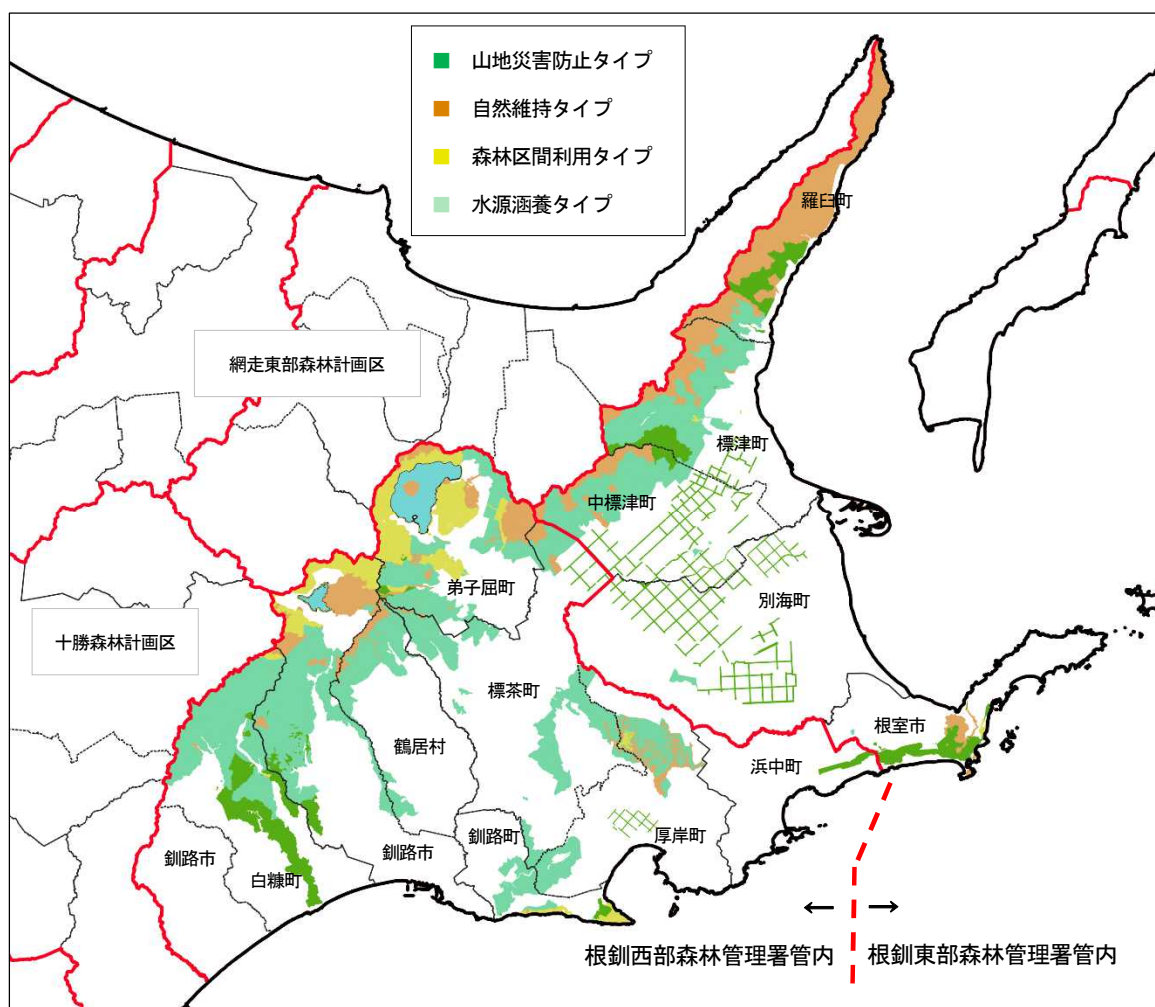 山地災害防止タイプ
自然維持タイプ
森林区間利用タイプ
水源涵養タイプ
羅臼町
網走東部森林計画区
標津町
中標津町
弟子屈町
別海町
十勝森林計画区
標茶町
根室市
鶴居村
浜中町
釧路町
厚岸町
釧路市
釧路市
白糠町
← →
根釧西部森林管理署管内
根釧東部森林管理署管内